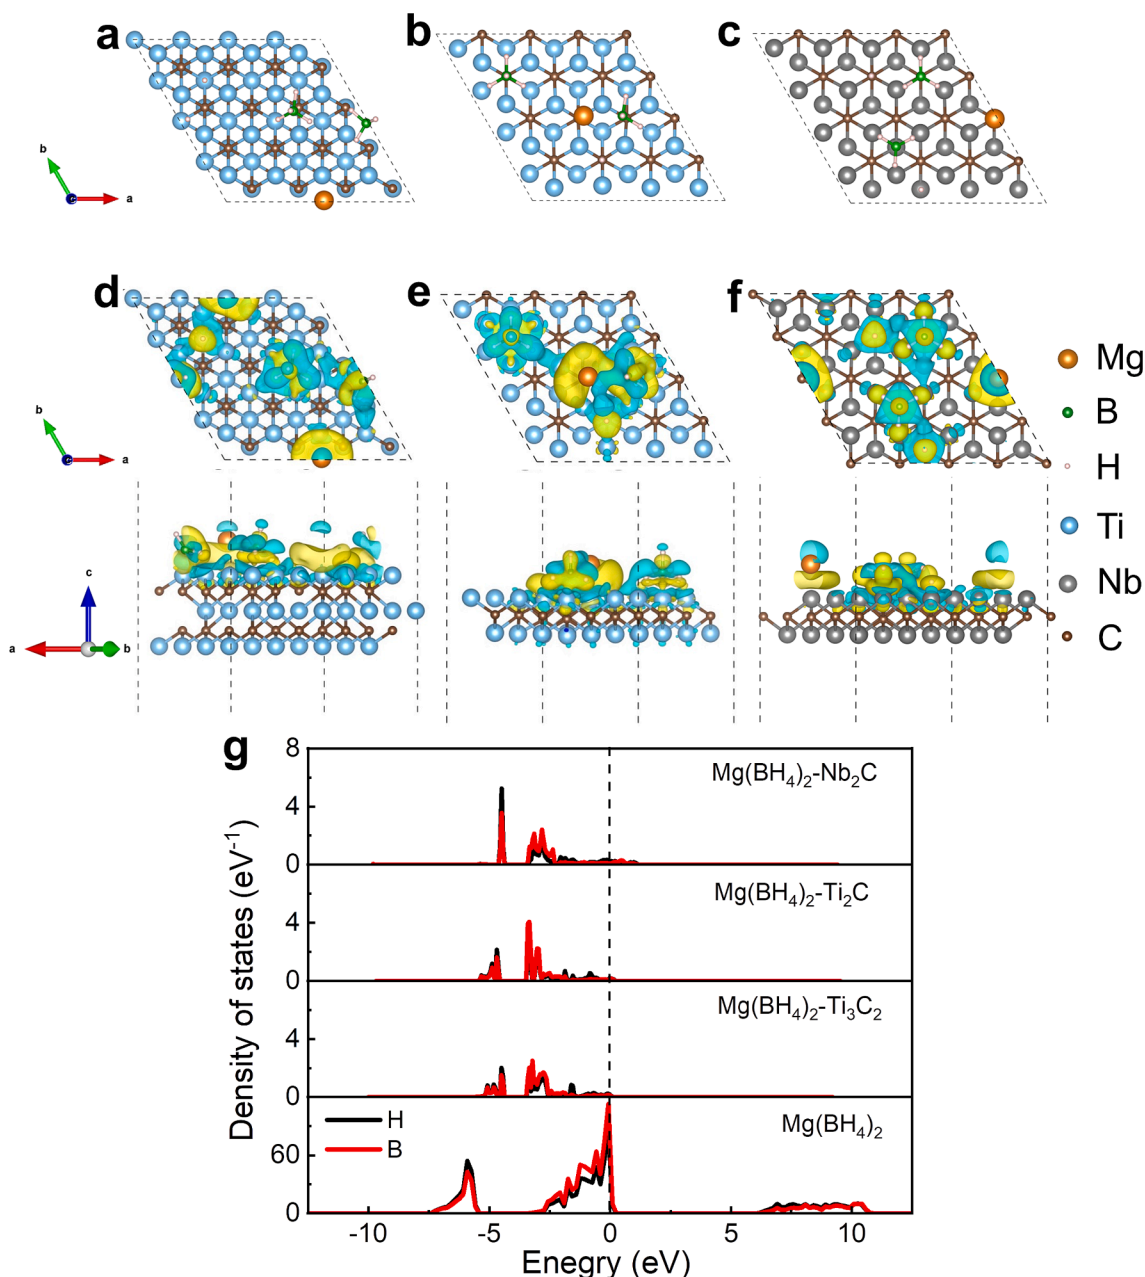 a
b
c
b
a
d
e
f
Mg
B
H
Ti
Nb
C
b
a
c
a
b
g
Density of states (eV⁻¹)
8
4
0
Mg(BH₄)₂-Nb₂C
4
0
Mg(BH₄)₂-Ti₂C
4
0
Mg(BH₄)₂-Ti₃C₂
60
0
H
B
Mg(BH₄)₂
-10
-5
0
5
10
Enegry (eV)